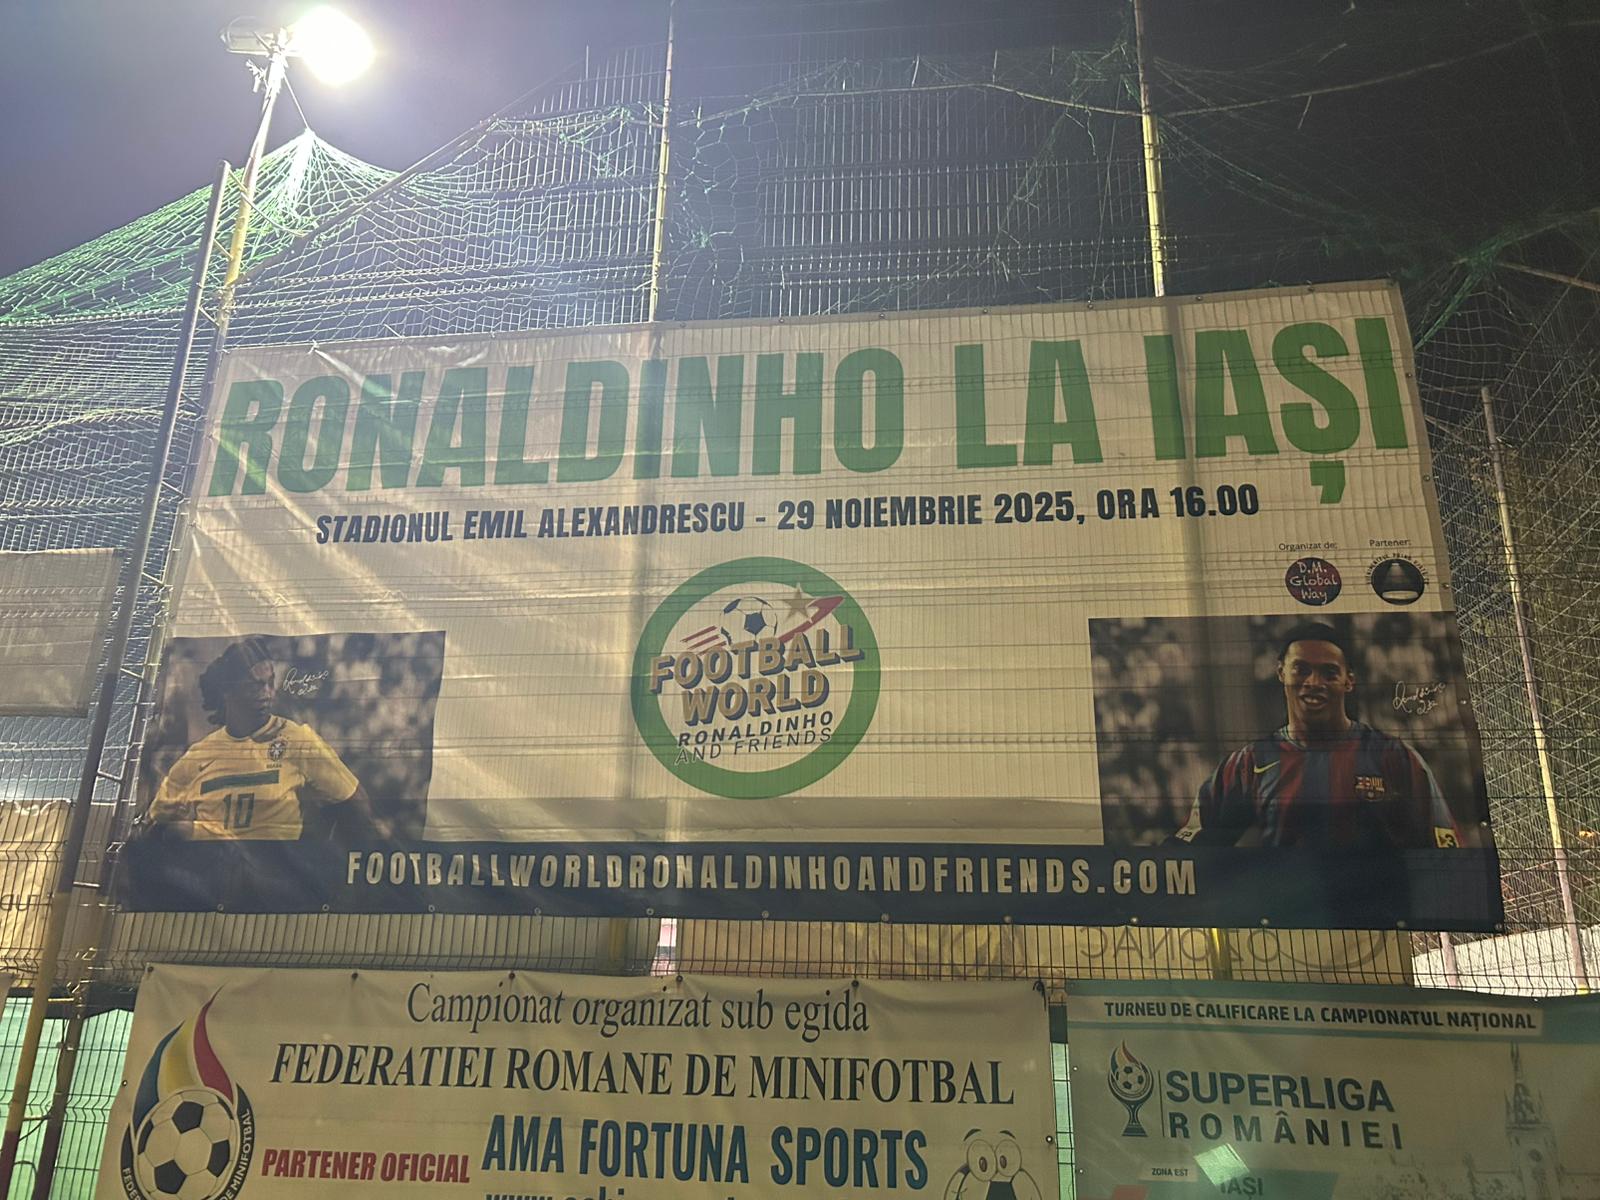 RONALDINHO LA IAȘI
STADIONUL EMIL ALEXANDRESCU - 29 NOIEMBRIE 2025, ORA 16.00
Organizat de:
Partener:
D.M.
Global
Way
FOOTBALL
WORLD
RONALDINHO
AND FRIENDS
10
FOOTBALLWORLDRONALDINHOANDFRIENDS.COM
Campionat organizat sub egida
FEDERATIEI ROMANE DE MINIFOTBAL
PARTENER OFICIAL
AMA FORTUNA SPORTS
TURNEU DE CALIFICARE LA CAMPIONATUL NAȚIONAL
SUPERLIGA
ROMÂNIEI
ZONA EST
IAȘI